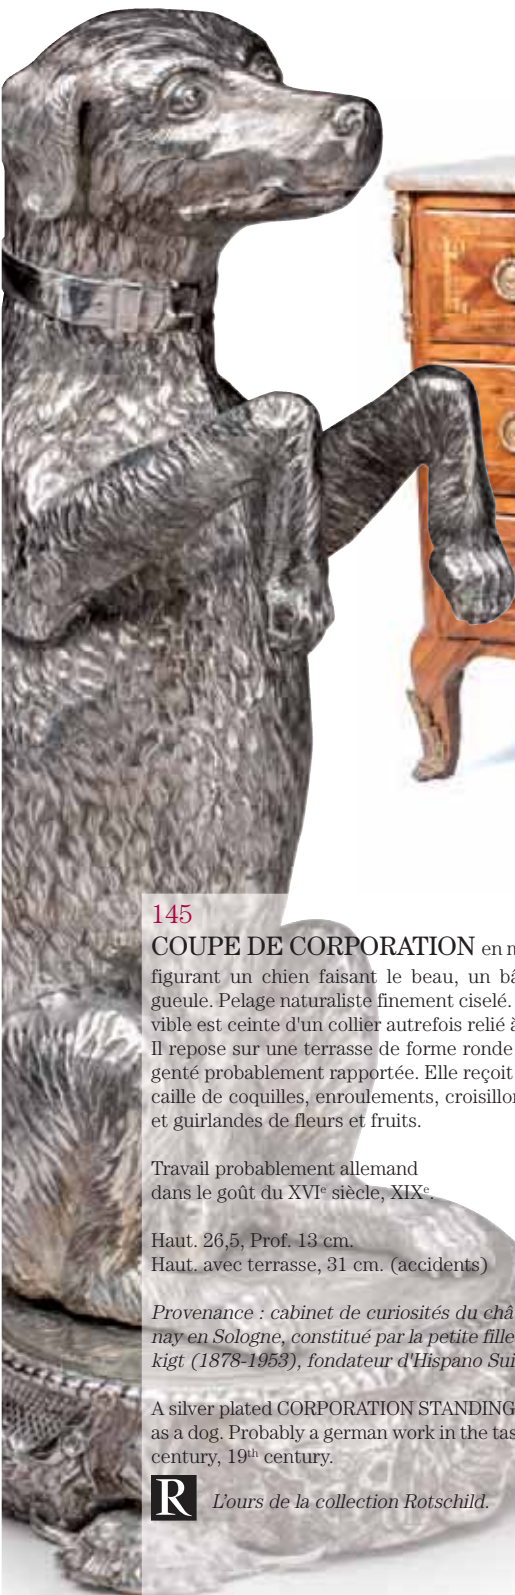 145
COUPE DE CORPORATION en
figurant un chien faisant le beau, un
gueule. Pelage naturaliste finement ciselé.
vible est ceinte d'un collier autrefois relié à
Il repose sur une terrasse de forme ronde
genté probablement rapportée. Elle reçoit
caille de coquilles, enroulements, croisillon
et guirlandes de fleurs et fruits.
Travail probablement allemand
dans le goût du XVIe siècle, XIXe.
Haut. 26,5, Prof. 13 cm.
Haut. avec terrasse, 31 cm. (accidents)
Provenance : cabinet de curiosités du châ
nay en Sologne, constitué par la petite fille
kigt (1878-1953), fondateur d'Hispano Sui
A silver plated CORPORATION STANDING
as a dog. Probably a german work in the tas
century, 19th century.
R L'ours de la collection Rotschild.